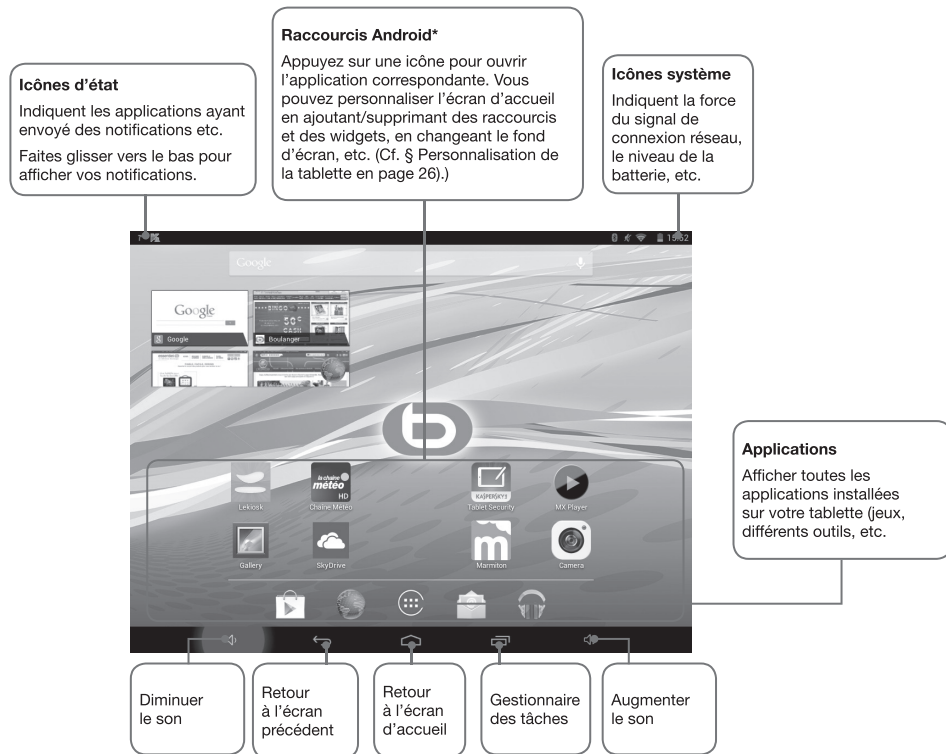 Raccourcis Android*
Appuyez sur une icône pour ouvrir
l'application correspondante. Vous
pouvez personnaliser l'écran d'accueil
en ajoutant/supprimant des raccourcis
et des widgets, en changeant le fond
d'écran, etc. (Cf. § Personnalisation de
la tablette en page 26).)
Icônes d'état
Indiquent les applications ayant
envoyé des notifications etc.
Faites glisser vers le bas pour
afficher vos notifications.
Icônes système
Indiquent la force
du signal de
connexion réseau,
le niveau de la
batterie, etc.
Google
Google
Google
Boulanger
b
Applications
Afficher toutes les
applications installées
sur votre tablette (jeux,
différents outils, etc.
la chaîne
météo
HD
KASPERSKY
Lekiosk
Chaîne Météo
Tablet Security
MX Player
m
Gallery
SkyDrive
Marmiton
Camera
Diminuer
le son
Retour
à l'écran
précédent
Retour
à l'écran
d'accueil
Gestionnaire
des tâches
Augmenter
le son